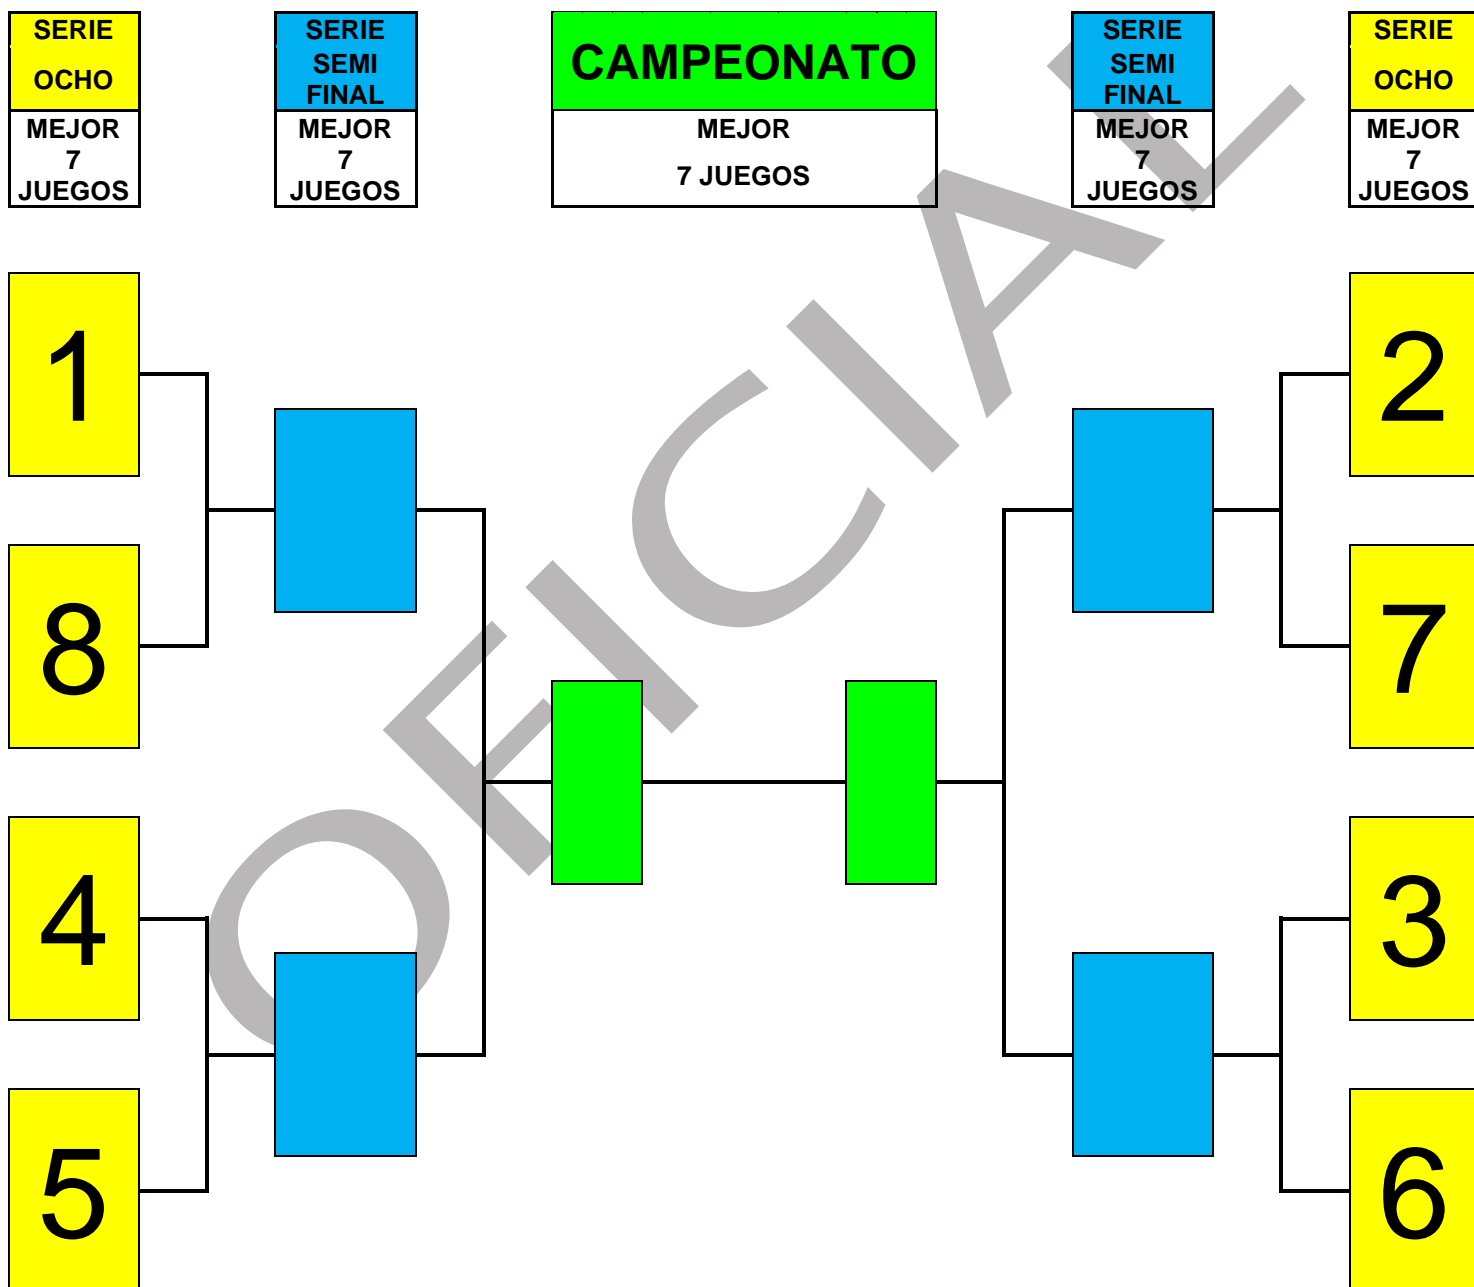 SERIE
OCHO
MEJOR
7
JUEGOS
SERIE
SEMI
FINAL
MEJOR
7
JUEGOS
CAMPEONATO
MEJOR
7 JUEGOS
SERIE
SEMI
FINAL
MEJOR
7
JUEGOS
SERIE
OCHO
MEJOR
7
JUEGOS
1
8
4
5
2
7
3
6
OFICIAL